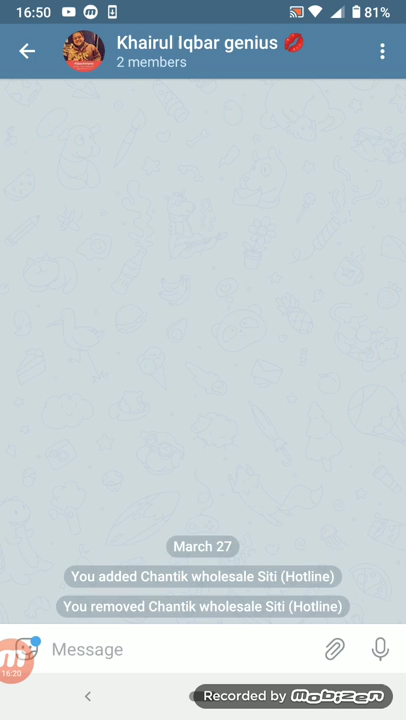 16:50
81%
Khairul Iqbar genius 💋
2 members
March 27
You added Chantik wholesale Siti (Hotline)
You removed Chantik wholesale Siti (Hotline)
Message
16:20
Recorded by mobizen